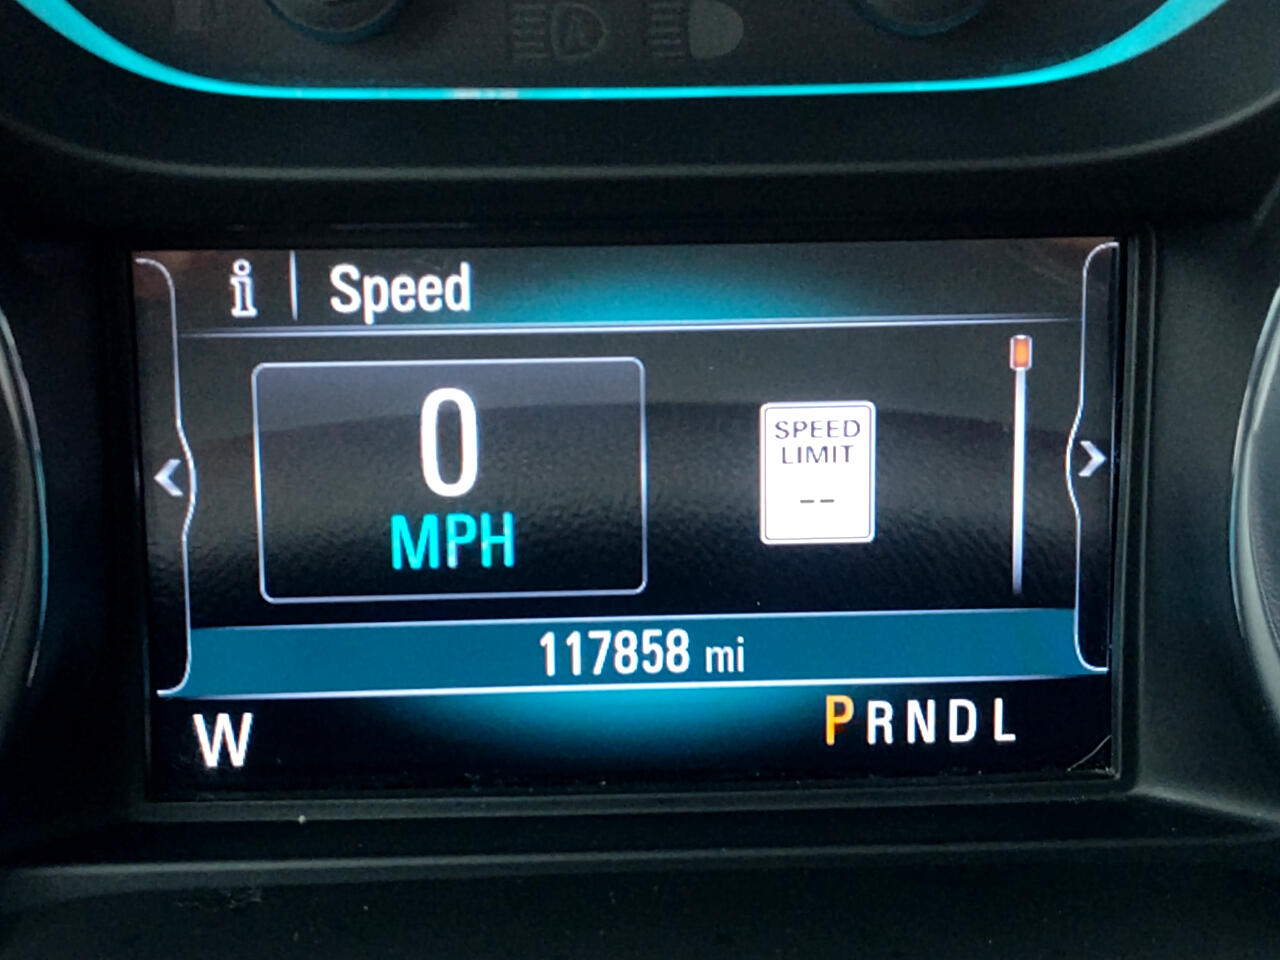 i Speed
0
MPH
SPEED
LIMIT
--
117858 mi
W
PRNDL